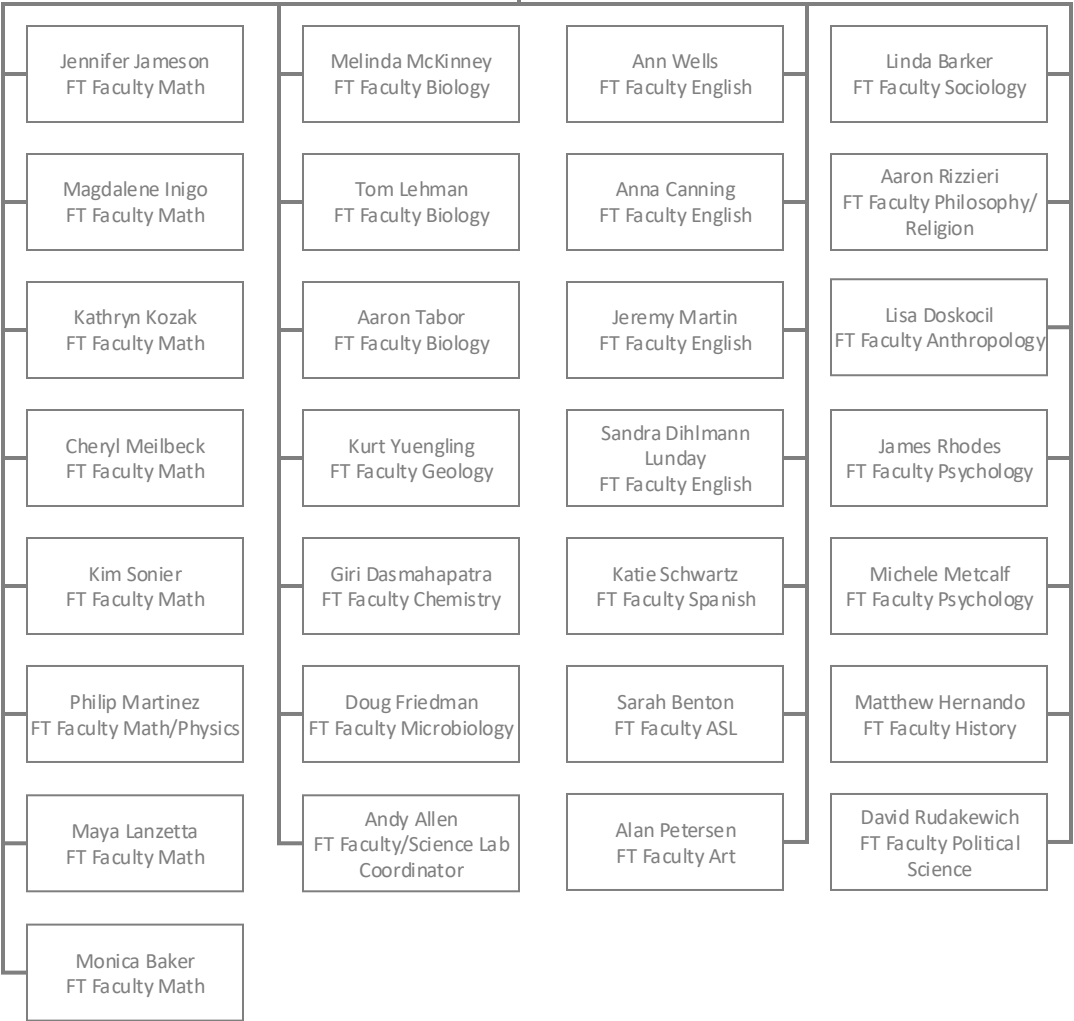 Jennifer Jameson
FT Faculty Math
Magdalene Inigo
FT Faculty Math
Kathryn Kozak
FT Faculty Math
Cheryl Meilbeck
FT Faculty Math
Kim Sonier
FT Faculty Math
Philip Martinez
FT Faculty Math/Physics
Maya Lanzetta
FT Faculty Math
Monica Baker
FT Faculty Math
Melinda McKinney
FT Faculty Biology
Tom Lehman
FT Faculty Biology
Aaron Tabor
FT Faculty Biology
Kurt Yuengling
FT Faculty Geology
Giri Dasmahapatra
FT Faculty Chemistry
Doug Friedman
FT Faculty Microbiology
Andy Allen
FT Faculty/Science Lab
Coordinator
Ann Wells
FT Faculty English
Anna Canning
FT Faculty English
Jeremy Martin
FT Faculty English
Sandra Dihlmann
Lunday
FT Faculty English
Katie Schwartz
FT Faculty Spanish
Sarah Benton
FT Faculty ASL
Alan Petersen
FT Faculty Art
Linda Barker
FT Faculty Sociology
Aaron Rizzieri
FT Faculty Philosophy/
Religion
Lisa Doskocil
FT Faculty Anthropology
James Rhodes
FT Faculty Psychology
Michele Metcalf
FT Faculty Psychology
Matthew Hernando
FT Faculty History
David Rudakewich
FT Faculty Political
Science